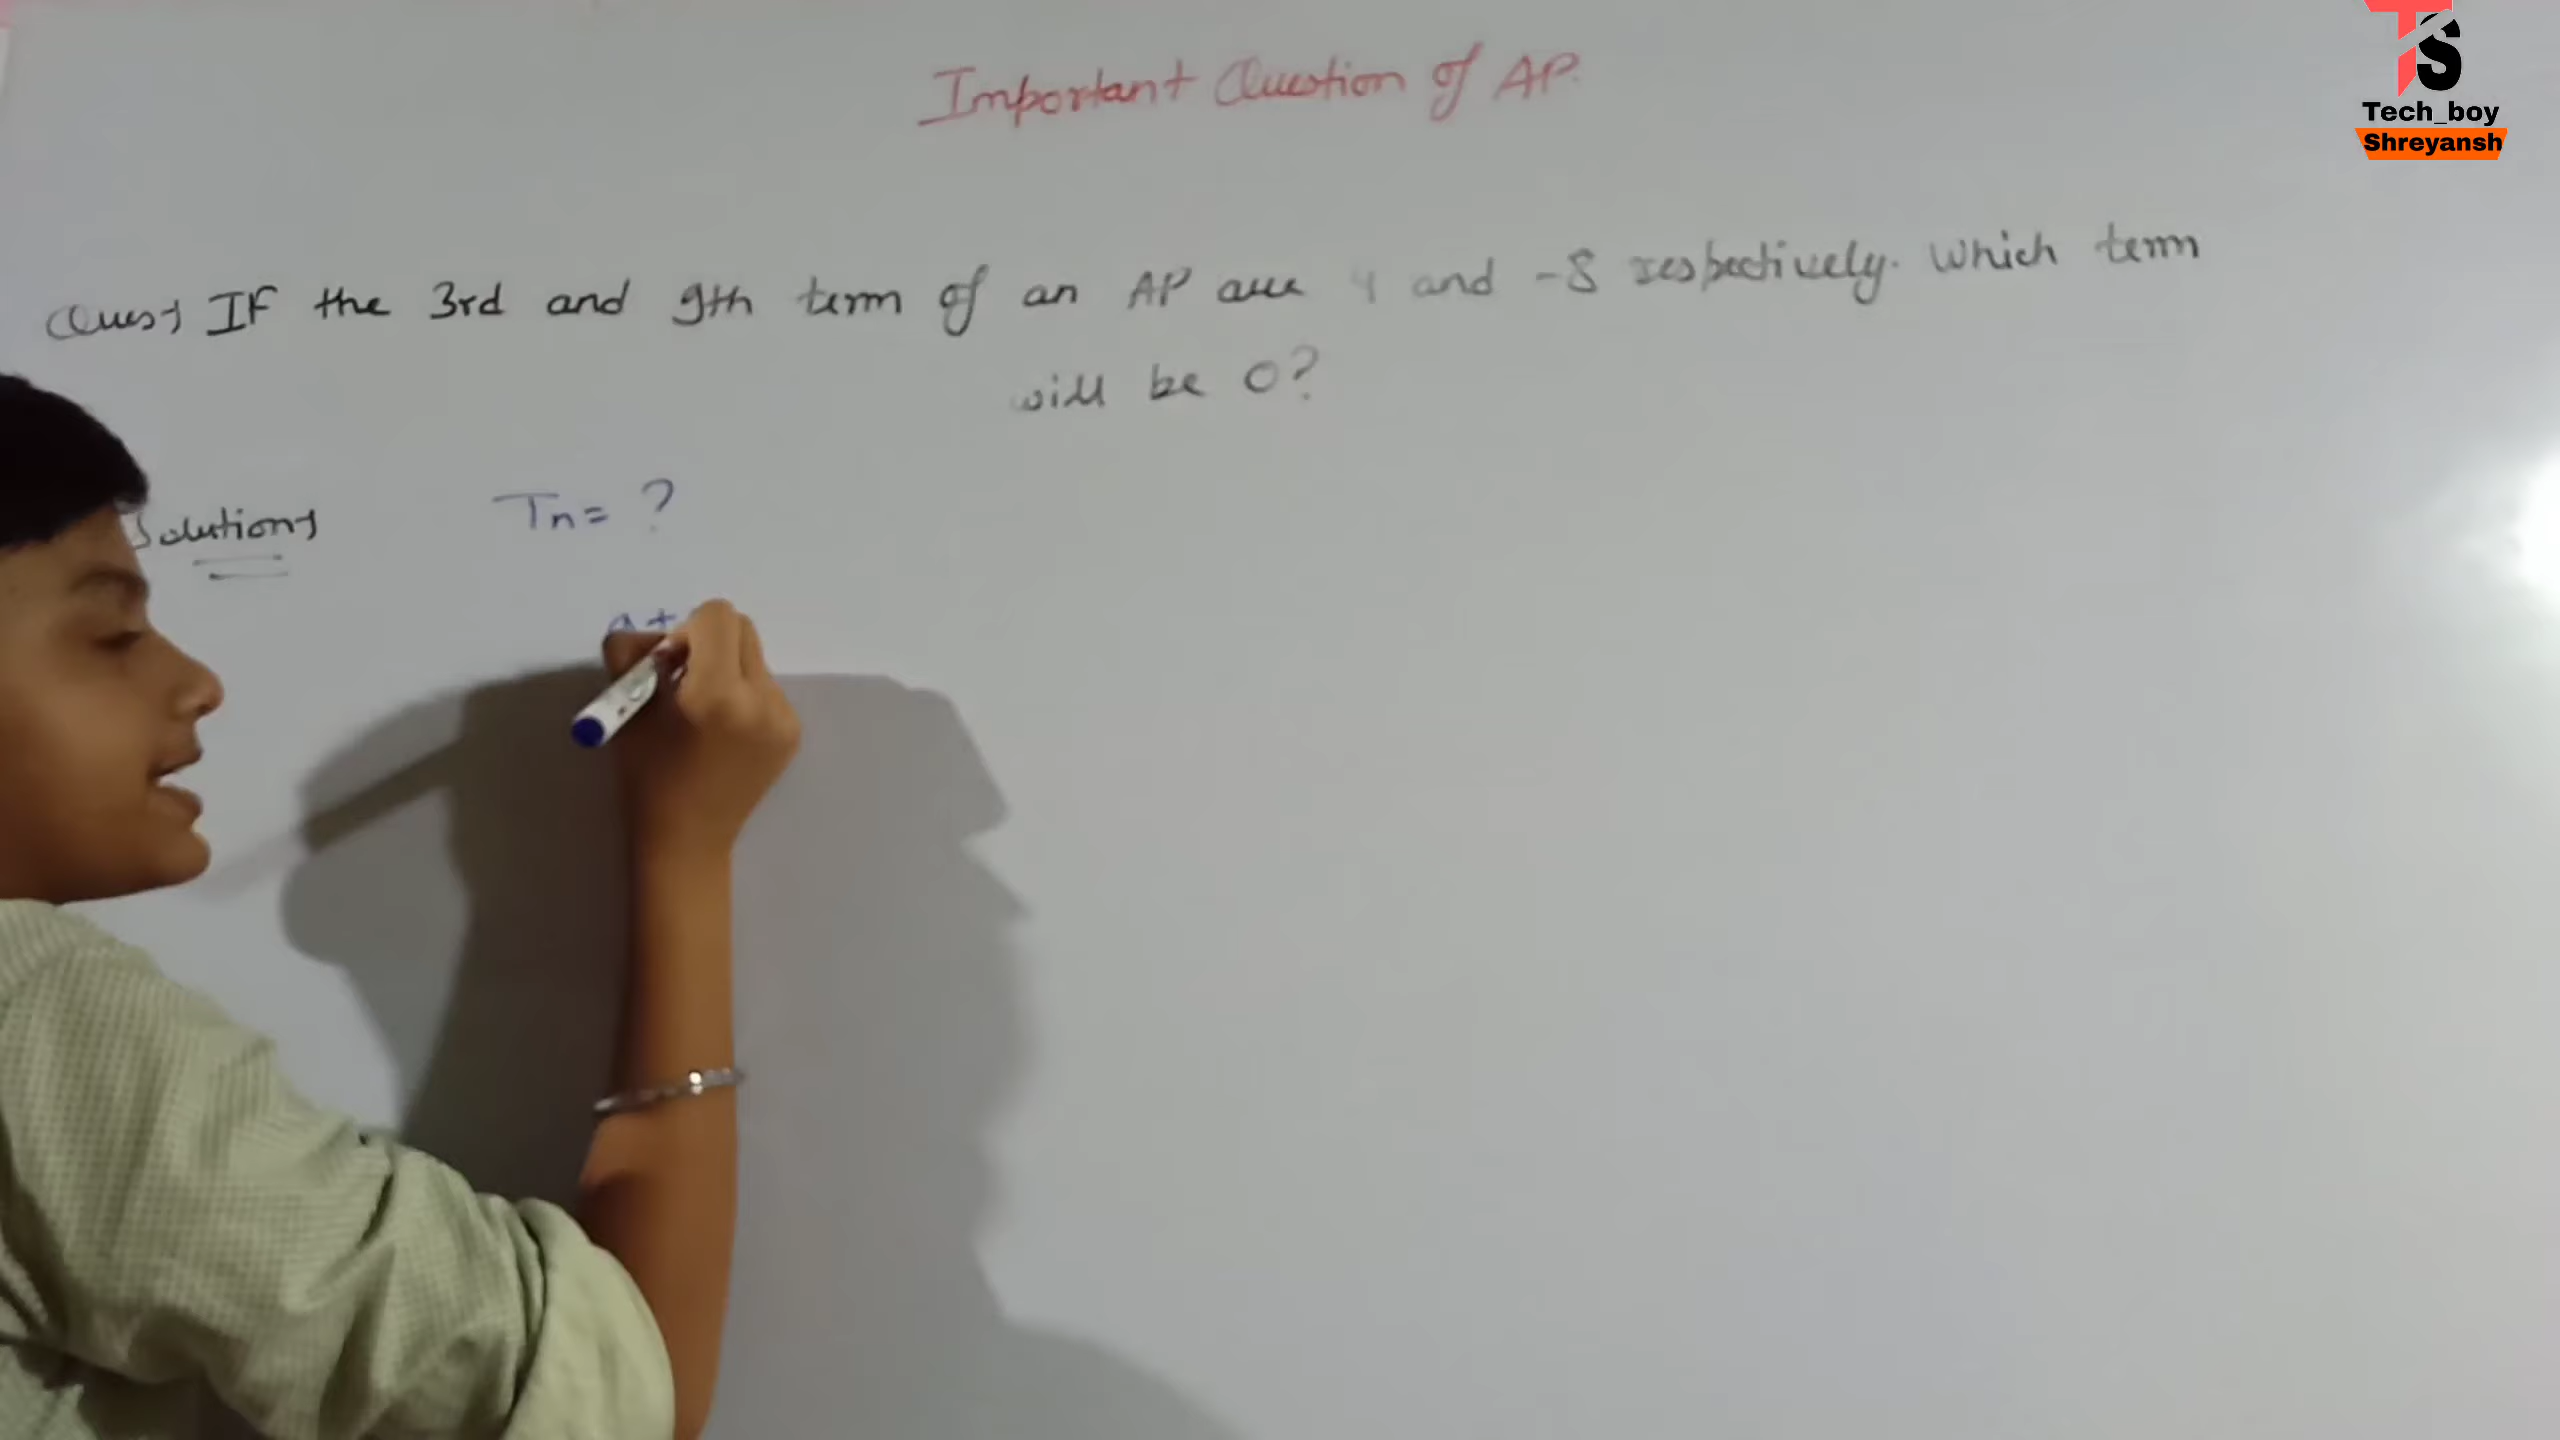 Important Question of AP.
TS
Tech_boy
Shreyansh
Ques→ IF the 3rd and 9th term of an AP are 4 and -8 respectively. Which term
will be 0?
Solution→
Tn= ?
a+